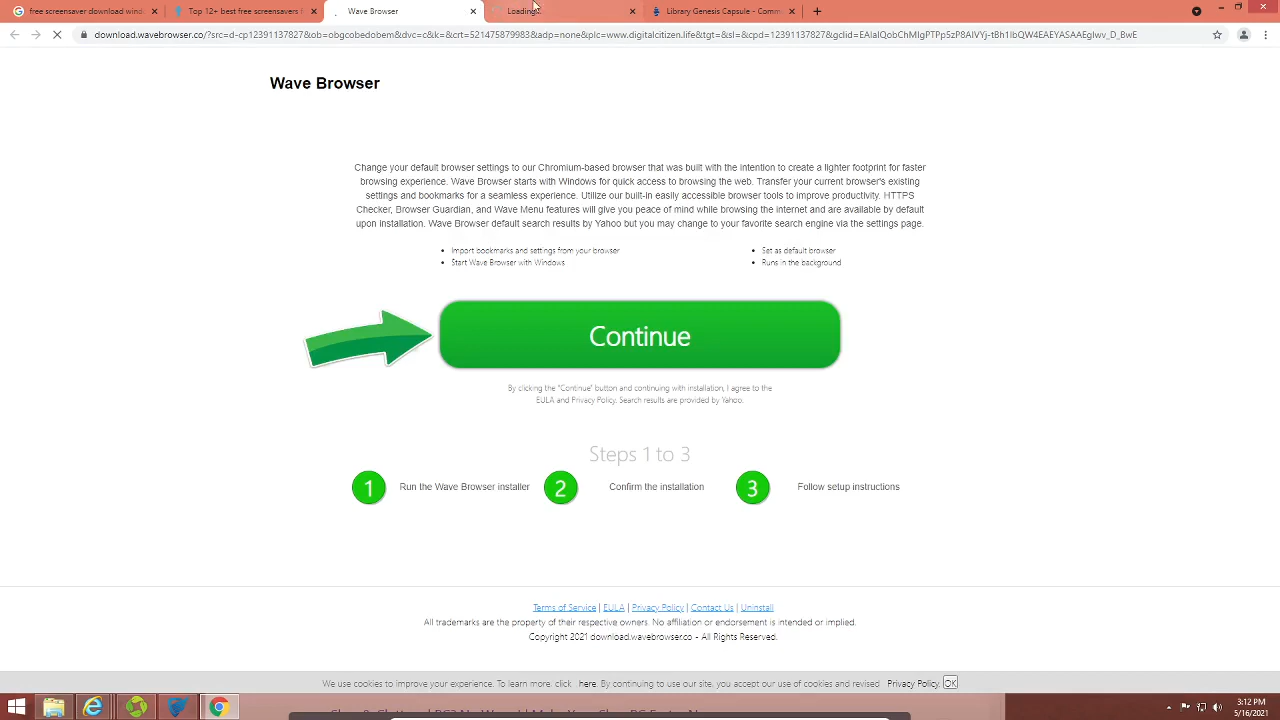 free screensaver download wind
Top 12+ best free screensavers f
Wave Browser
Loading...
Library Genesis Capsule - Comm
download.wavebrowser.co/?src=d-cp12391137827&ob=obgcobedobem&dvc=c&k=&crt=521475879983&adp=none&plc=www.digitalcitizen.life&tgt=&sl=&cpd=12391137827&gclid=EAIaIQobChMIgPTPp5zP8AIVYj-tBh1IbQW4EAEYASAAEgIwv_D_BwE
Wave Browser
Change your default browser settings to our Chromium-based browser that was built with the intention to create a lighter footprint for faster
browsing experience. Wave Browser starts with Windows for quick access to browsing the web. Transfer your current browser's existing
settings and bookmarks for a seamless experience. Utilize our built-in easily accessible browser tools to improve productivity. HTTPS
Checker, Browser Guardian, and Wave Menu features will give you peace of mind while browsing the internet and are available by default
upon installation. Wave Browser default search results by Yahoo but you may change to your favorite search engine via the settings page.
• Import bookmarks and settings from your browser
• Start Wave Browser with Windows
• Set as default browser
• Runs in the background
Continue
By clicking the "Continue" button and continuing with installation, I agree to the
EULA and Privacy Policy. Search results are provided by Yahoo.
Steps 1 to 3
1 Run the Wave Browser installer
2 Confirm the installation
3 Follow setup instructions
Terms of Service | EULA | Privacy Policy | Contact Us | Uninstall
All trademarks are the property of their respective owners. No affiliation or endorsement is intended or implied.
Copyright 2021 download.wavebrowser.co - All Rights Reserved.
We use cookies to improve your experience. To learn more, click here. By continuing to use our site, you accept our use of cookies and revised Privacy Policy. OK
3:12 PM
5/16/2021